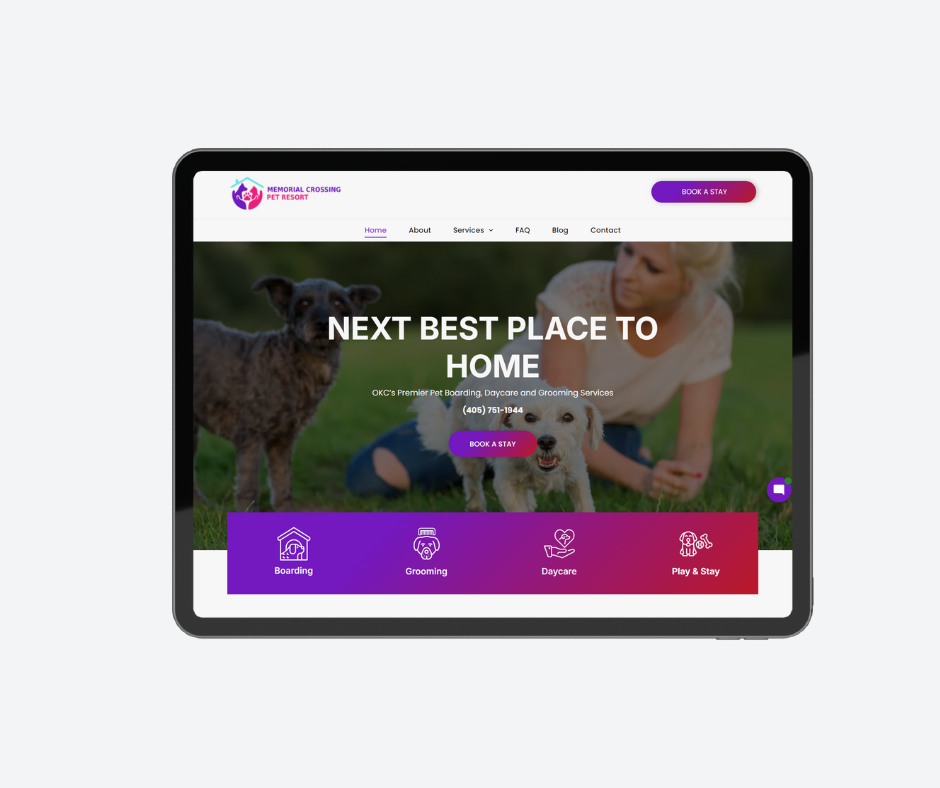 MEMORIAL CROSSING
PET RESORT
BOOK A STAY
Home About Services FAQ Blog Contact
NEXT BEST PLACE TO
HOME
OKC's Premier Pet Boarding, Daycare and Grooming Services
(405) 751-1944
BOOK A STAY
Boarding Grooming Daycare Play & Stay